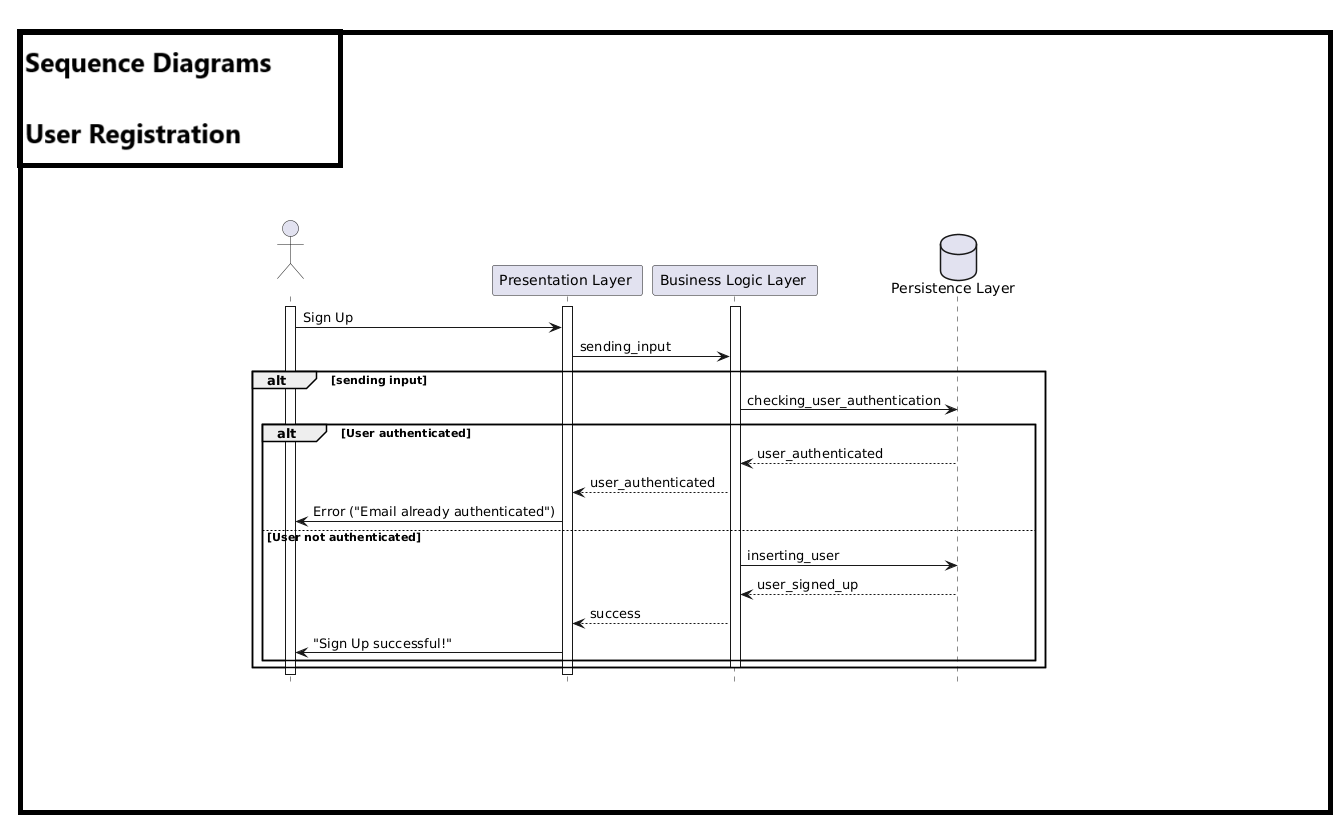 Sequence Diagrams
User Registration
Presentation Layer
Business Logic Layer
Persistence Layer
Sign Up
sending_input
alt [sending input]
checking_user_authentication
alt [User authenticated]
user_authenticated
user_authenticated
Error ("Email already authenticated")
[User not authenticated]
inserting_user
user_signed_up
success
"Sign Up successful!"